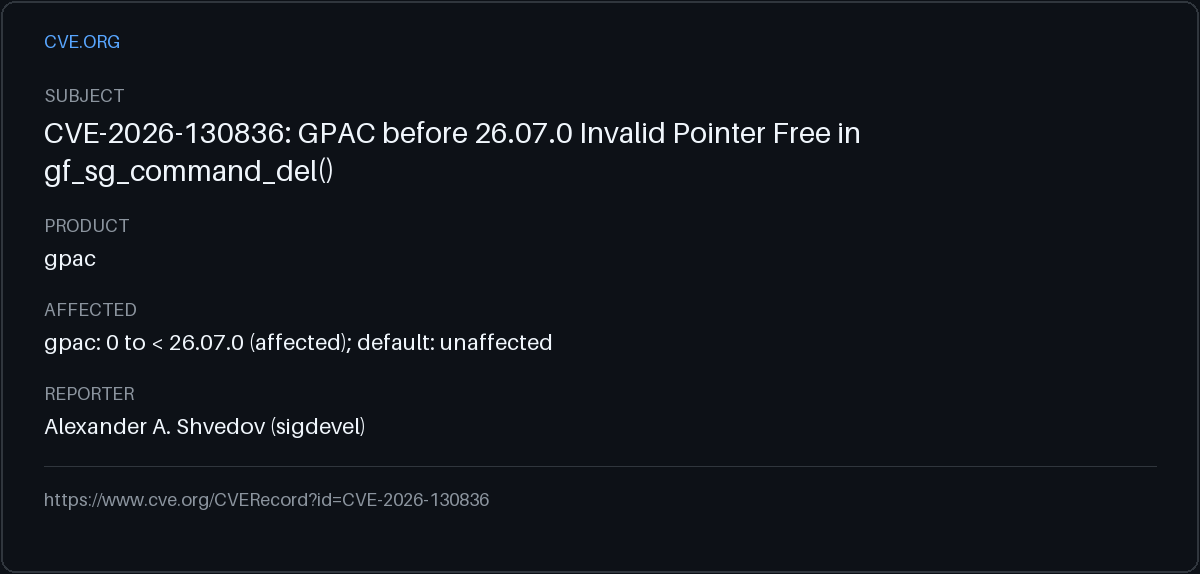 CVE.ORG
SUBJECT
CVE-2026-130836: GPAC before 26.07.0 Invalid Pointer Free in
gf_sg_command_del()
PRODUCT
gpac
AFFECTED
gpac: 0 to < 26.07.0 (affected); default: unaffected
REPORTER
Alexander A. Shvedov (sigdevel)
https://www.cve.org/CVERecord?id=CVE-2026-130836